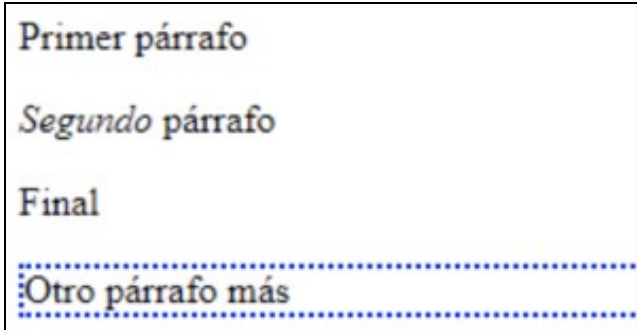 Primer párrafo
Segundo párrafo
Final
Otro párrafo más